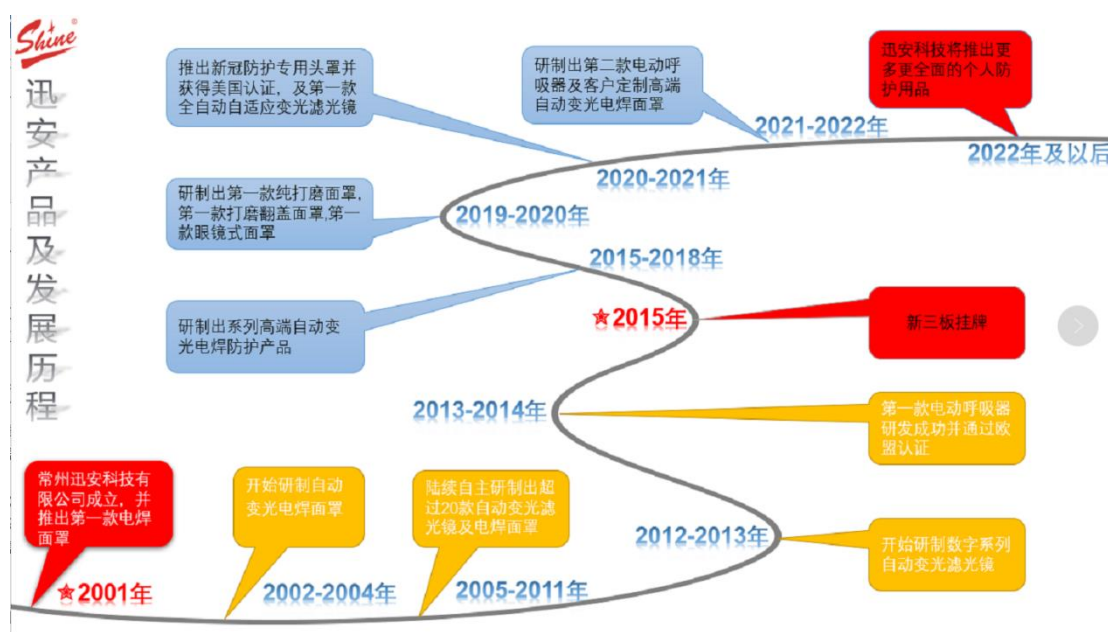 Shine®
迅安产品及发展历程
推出新冠防护专用头罩并
获得美国认证，及第一款
全自动自适应变光滤光镜
研制出第二款电动呼
吸器及客户定制高端
自动变光电焊面罩
迅安科技将推出更
多更全面的个人防
护用品
2021-2022年
2022年及以后
2020-2021年
研制出第一款纯打磨面罩,
第一款打磨翻盖面罩,第一
款眼镜式面罩
2019-2020年
2015-2018年
研制出系列高端自动变
光电焊防护产品
2015年
新三板挂牌
2013-2014年
第一款电动呼吸器
研发成功并通过欧
盟认证
常州迅安科技有
限公司成立，并
推出第一款电焊
面罩
开始研制自动
变光电焊面罩
陆续自主研制出超
过20款自动变光滤
光镜及电焊面罩
2012-2013年
开始研制数字系列
自动变光滤光镜
2001年
2002-2004年
2005-2011年